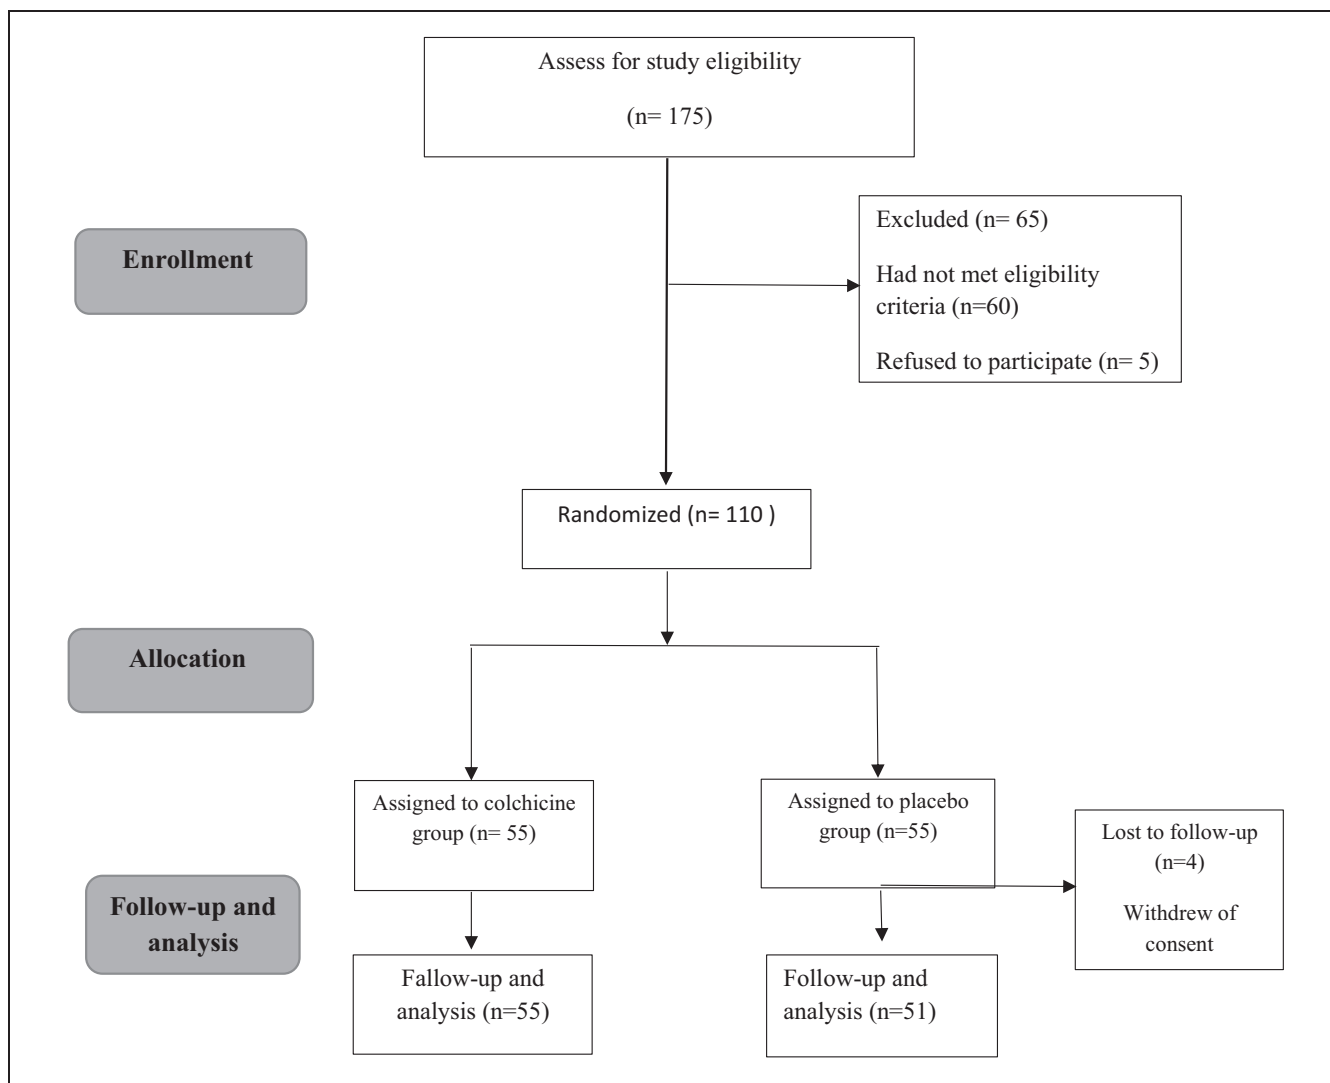 Assess for study eligibility
(n= 175)
Enrollment
Excluded (n= 65)
Had not met eligibility
criteria (n=60)
Refused to participate (n= 5)
Randomized (n= 110 )
Allocation
Assigned to colchicine
group (n= 55)
Assigned to placebo
group (n=55)
Lost to follow-up
(n=4)
Withdrew of
consent
Follow-up and
analysis
Fallow-up and
analysis (n=55)
Follow-up and
analysis (n=51)